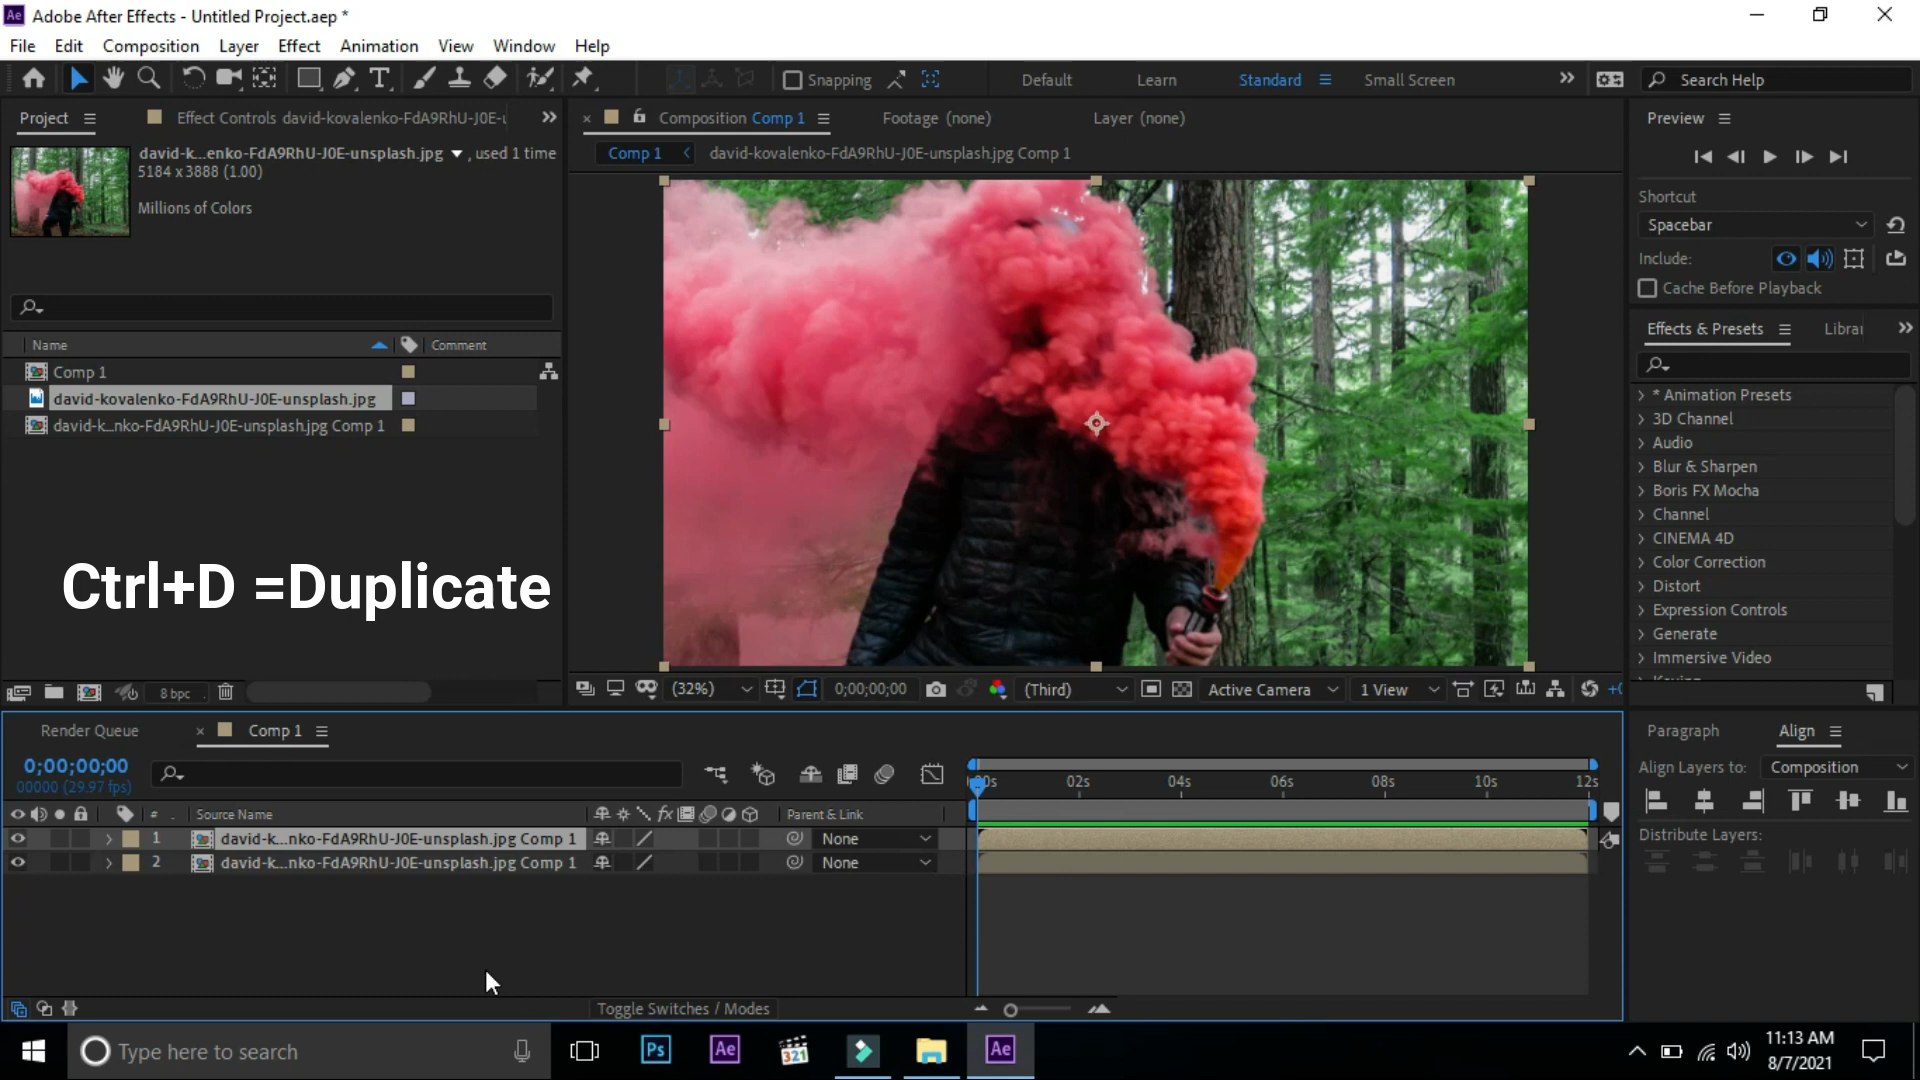 Ae Adobe After Effects - Untitled Project.aep *
File Edit Composition Layer Effect Animation View Window Help
T Snapping Default Learn Standard Small Screen Search Help
Project Effect Controls david-kovalenko-FdA9RhU-J0E-u
Composition Comp 1 Footage (none) Layer (none)
Preview
Comp 1 david-kovalenko-FdA9RhU-J0E-unsplash.jpg Comp 1
david-k...enko-FdA9RhU-J0E-unsplash.jpg , used 1 time
5184 x 3888 (1.00)
Millions of Colors
Shortcut
Spacebar
Include:
Cache Before Playback
Effects & Presets Librar
Name Comment
Comp 1
david-kovalenko-FdA9RhU-J0E-unsplash.jpg
david-k...nko-FdA9RhU-J0E-unsplash.jpg Comp 1
* Animation Presets
3D Channel
Audio
Blur & Sharpen
Boris FX Mocha
Channel
CINEMA 4D
Color Correction
Distort
Expression Controls
Generate
Immersive Video
Ctrl+D =Duplicate
8 bpc
(32%) 0;00;00;00 (Third) Active Camera 1 View
Render Queue Comp 1
0;00;00;00
00000 (29.97 fps)
02s 04s 06s 08s 10s 12s
# Source Name fx Parent & Link
1 david-k...nko-FdA9RhU-J0E-unsplash.jpg Comp 1 None
2 david-k...nko-FdA9RhU-J0E-unsplash.jpg Comp 1 None
Toggle Switches / Modes
Paragraph Align
Align Layers to: Composition
Distribute Layers:
Type here to search Ps Ae 321 Ae
11:13 AM
8/7/2021